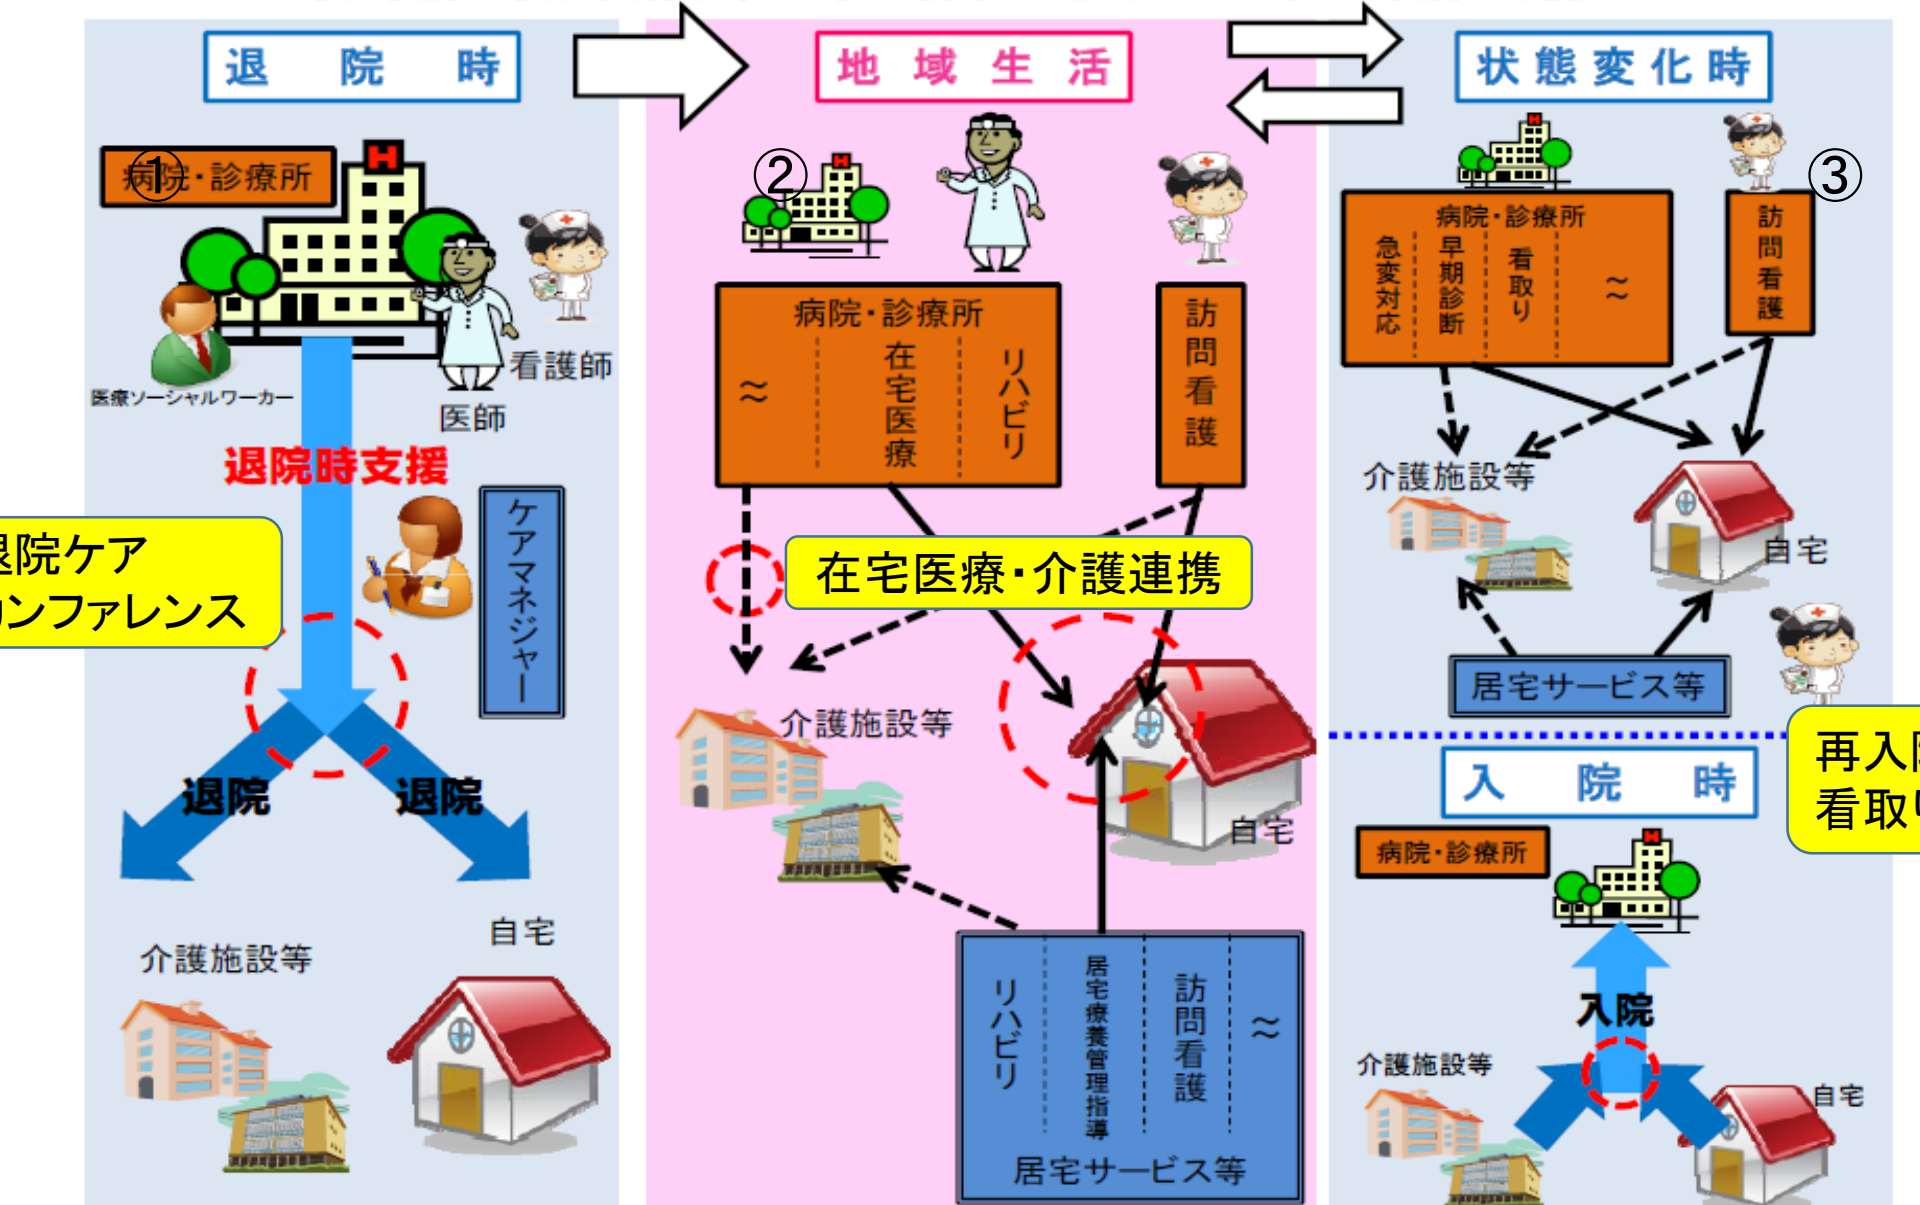 退院時
①
病院・診療所
医療ソーシャルワーカー
看護師
医師
退院時支援
ケアマネジャー
退院ケア
カンファレンス
退院
退院
介護施設等
自宅
地域生活
②
病院・診療所
≈
在宅医療
リハビリ
訪問看護
在宅医療・介護連携
介護施設等
自宅
リハビリ
居宅療養管理指導
訪問看護
≈
居宅サービス等
状態変化時
③
病院・診療所
急変対応
早期診断
看取り
≈
訪問看護
介護施設等
自宅
居宅サービス等
再入
看取り
入院時
病院・診療所
入院
介護施設等
自宅